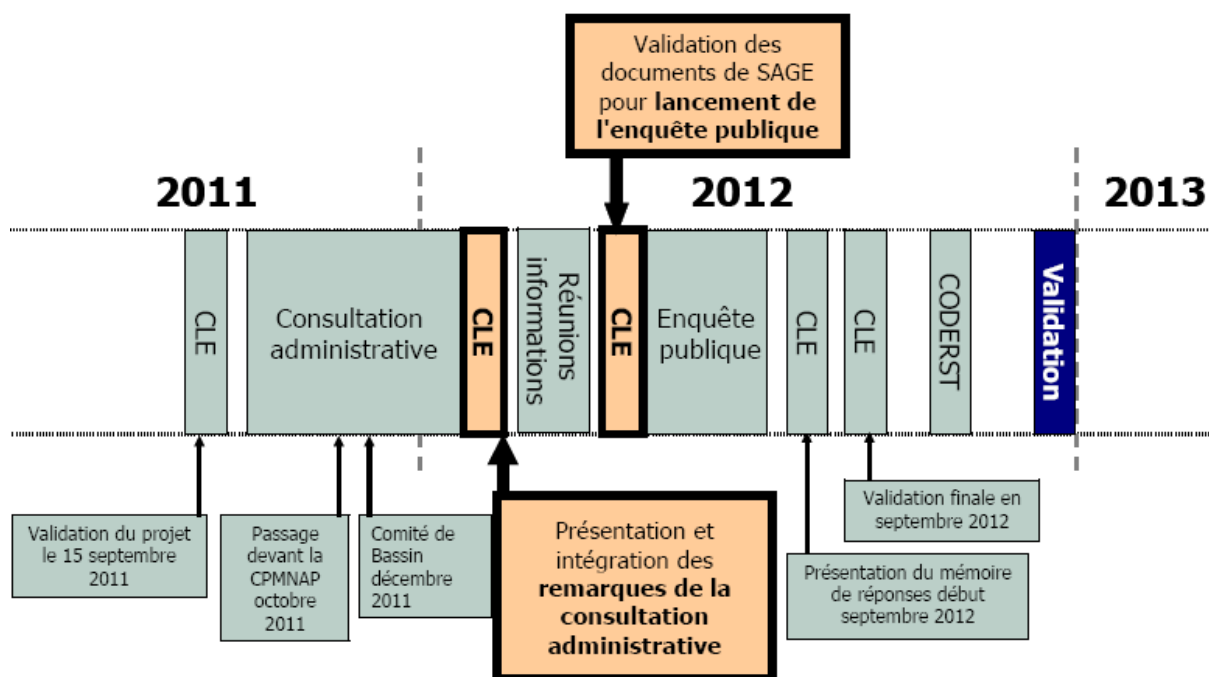 Validation des
documents de SAGE
pour lancement de
l'enquête publique
2011
2012
2013
CLE
Consultation
administrative
CLE
Réunions
informations
CLE
Enquête
publique
CLE
CLE
CODERST
Validation
Validation du projet
le 15 septembre
2011
Passage
devant la
CPMNAP
octobre
2011
Comité de
Bassin
décembre
2011
Présentation et
intégration des
remarques de la
consultation
administrative
Validation finale en
septembre 2012
Présentation du mémoire
de réponses début
septembre 2012